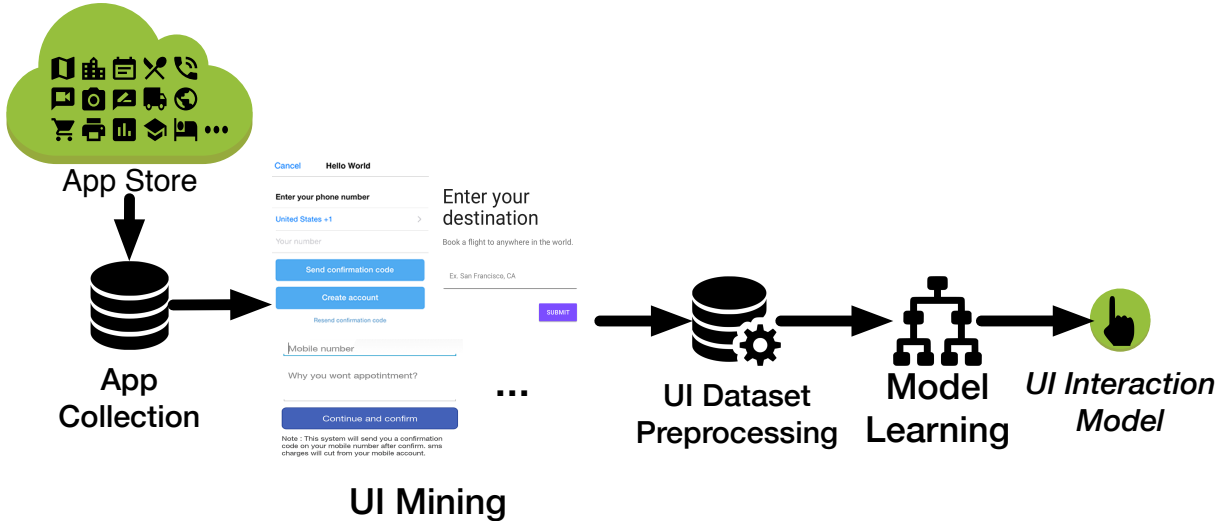 App Store
App
Collection
Cancel
Hello World
Enter your phone number
United States +1
Your number
Send confirmation code
Create account
Resend confirmation code
Enter your
destination
Book a flight to anywhere in the world.
Ex. San Francisco, CA
SUBMIT
Mobile number
Why you wont appotintment?
Continue and confirm
Note : This system will send you a confirmation
code on your mobile number after confirm. sms
charges will cut from your mobile account.
...
UI Mining
UI Dataset
Preprocessing
Model
Learning
UI Interaction
Model